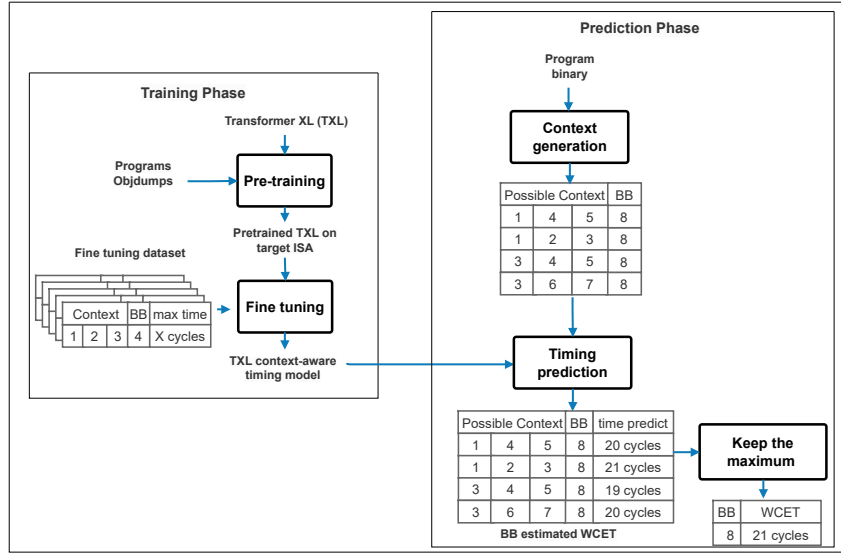 Training Phase
Transformer XL (TXL)
Programs
Objdumps
Pre-training
Pretrained TXL on
target ISA
Fine tuning dataset
Context BB max time
1 2 3 4 X cycles
Fine tuning
TXL context-aware
timing model
Prediction Phase
Program
binary
Context
generation
Possible Context BB
1 4 5 8
1 2 3 8
3 4 5 8
3 6 7 8
Timing
prediction
Possible Context BB time predict
1 4 5 8 20 cycles
1 2 3 8 21 cycles
3 4 5 8 19 cycles
3 6 7 8 20 cycles
BB estimated WCET
Keep the
maximum
BB WCET
8 21 cycles